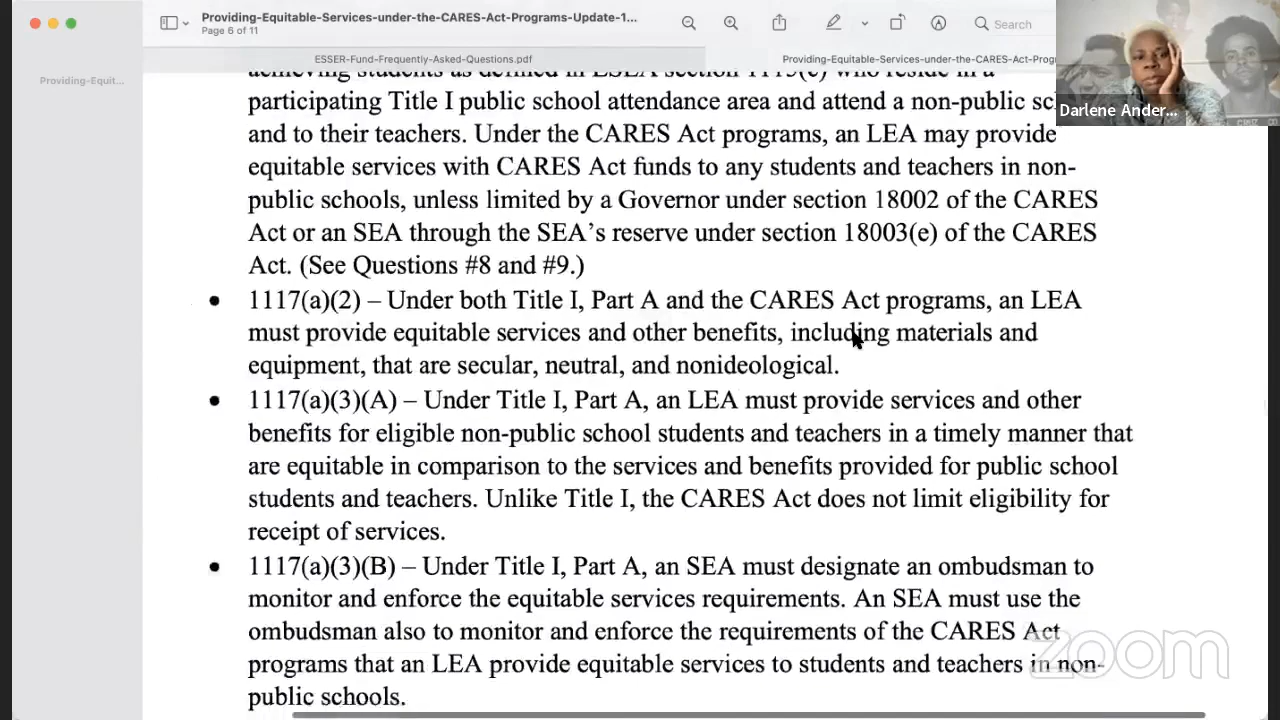 Providing-Equitable-Services-under-the-CARES-Act-Programs-Update-1...
Page 6 of 11
Search
ESSER-Fund-Frequently-Asked-Questions.pdf
Providing-Equitable-Services-under-the-CARES-Act-Prog
Providing-Equit...
Darlene Ander...
achieving students as defined in ESEA section 1115(c) who reside in a
participating Title I public school attendance area and attend a non-public sc
and to their teachers. Under the CARES Act programs, an LEA may provide
equitable services with CARES Act funds to any students and teachers in non-
public schools, unless limited by a Governor under section 18002 of the CARES
Act or an SEA through the SEA's reserve under section 18003(e) of the CARES
Act. (See Questions #8 and #9.)
● 1117(a)(2) – Under both Title I, Part A and the CARES Act programs, an LEA
must provide equitable services and other benefits, including materials and
equipment, that are secular, neutral, and nonideological.
● 1117(a)(3)(A) – Under Title I, Part A, an LEA must provide services and other
benefits for eligible non-public school students and teachers in a timely manner that
are equitable in comparison to the services and benefits provided for public school
students and teachers. Unlike Title I, the CARES Act does not limit eligibility for
receipt of services.
● 1117(a)(3)(B) – Under Title I, Part A, an SEA must designate an ombudsman to
monitor and enforce the equitable services requirements. An SEA must use the
ombudsman also to monitor and enforce the requirements of the CARES Act
programs that an LEA provide equitable services to students and teachers in non-
public schools.
zoom